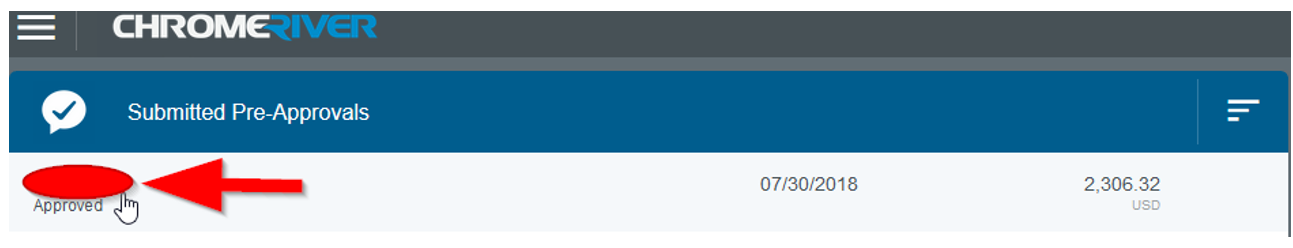 CHROMERIVER
Submitted Pre-Approvals
07/30/2018 2,306.32
Approved USD